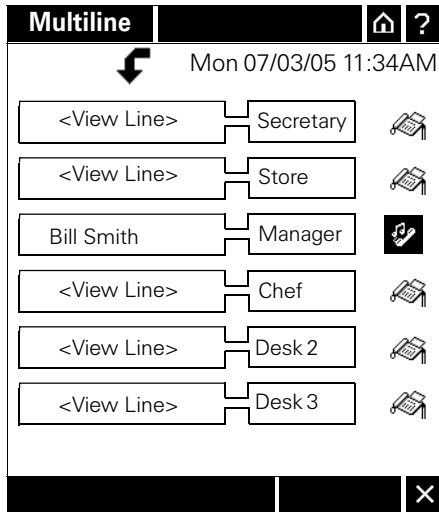 Multiline ?
Mon 07/03/05 11:34AM
<View Line> Secretary
<View Line> Store
Bill Smith Manager
<View Line> Chef
<View Line> Desk 2
<View Line> Desk 3